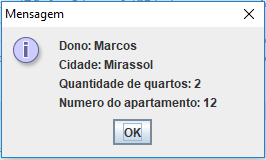 Mensagem
Dono: Marcos
Cidade: Mirassol
Quantidade de quartos: 2
Numero do apartamento: 12
OK